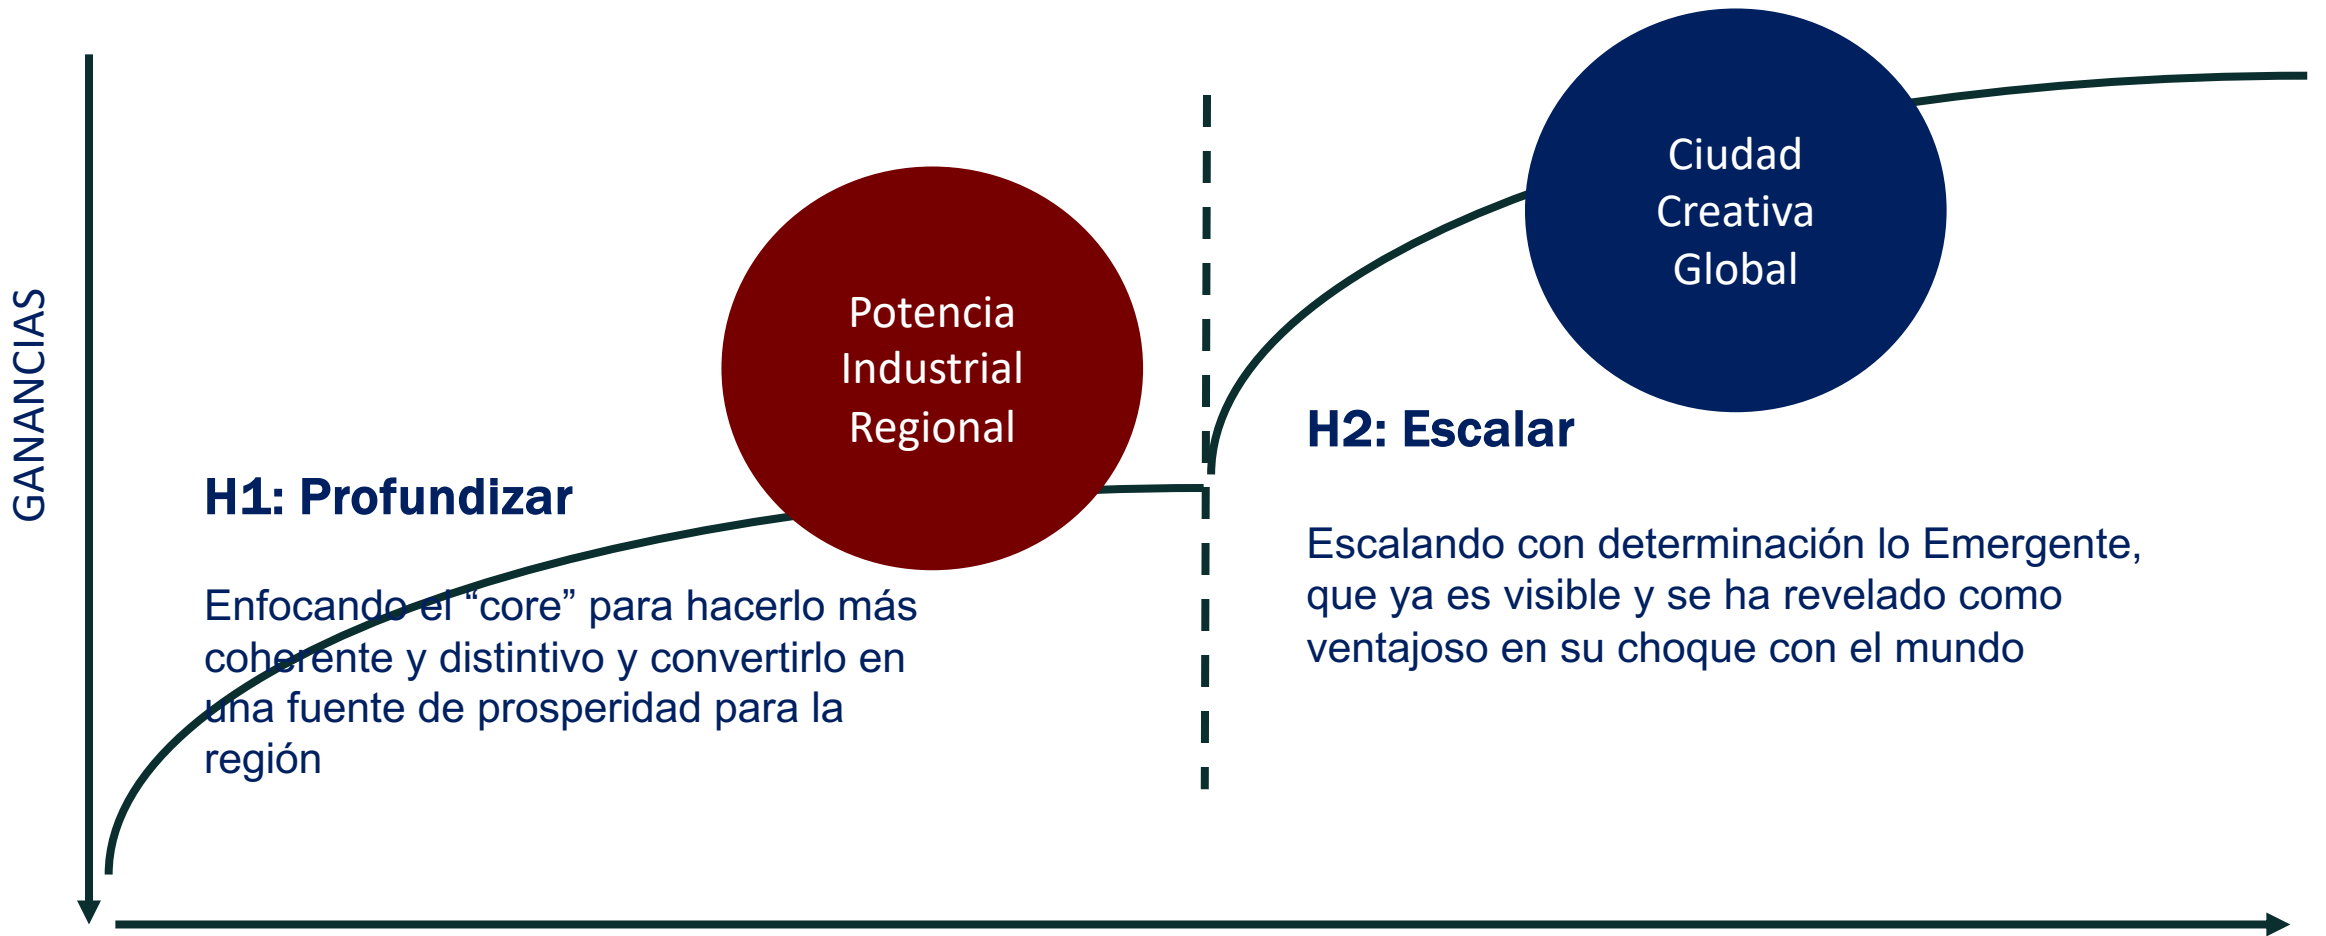 GANANCIAS
H1: Profundizar
Enfocando el “core” para hacerlo más
coherente y distintivo y convertirlo en
una fuente de prosperidad para la
región
Potencia
Industrial
Regional
Ciudad
Creativa
Global
H2: Escalar
Escalando con determinación lo Emergente,
que ya es visible y se ha revelado como
ventajoso en su choque con el mundo